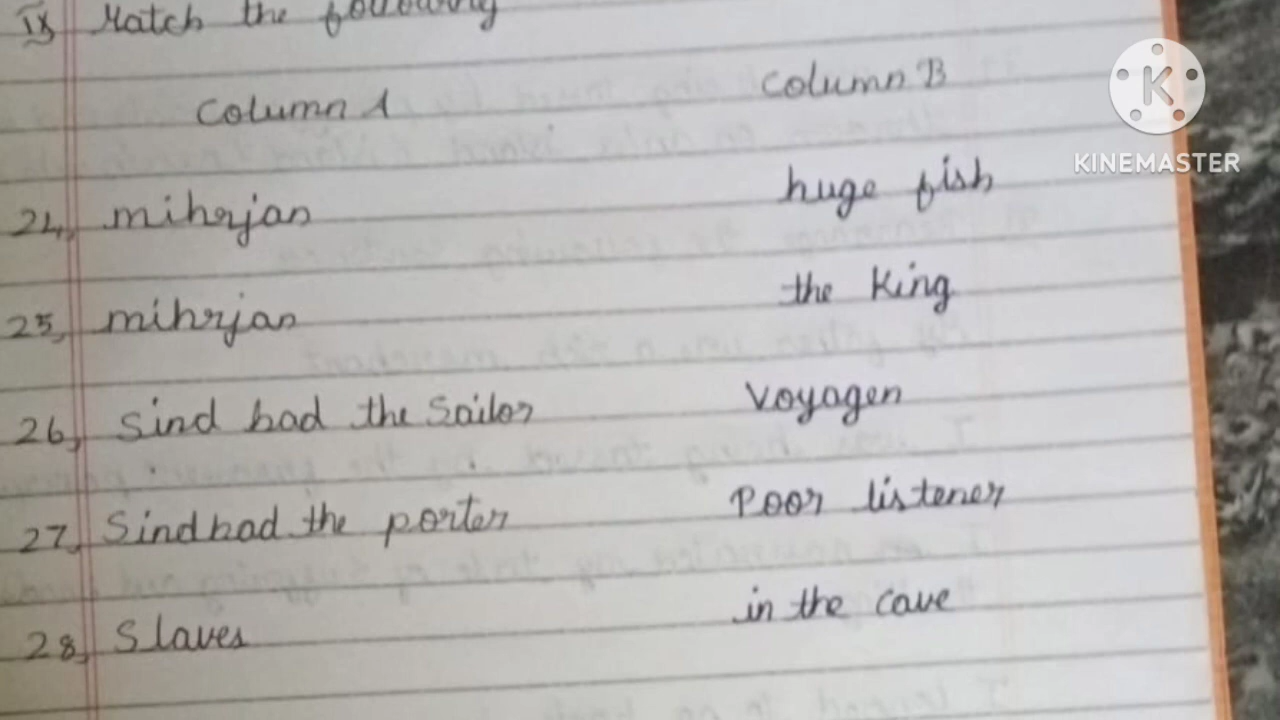 IX Match the following
Column A Column B
24, mihrjan huge fish
25, mihrjan the King
26, Sind bad the Sailor Voyagen
27, Sindbad the porter Poor listener
28, Slaves in the cave
K
KINEMASTER